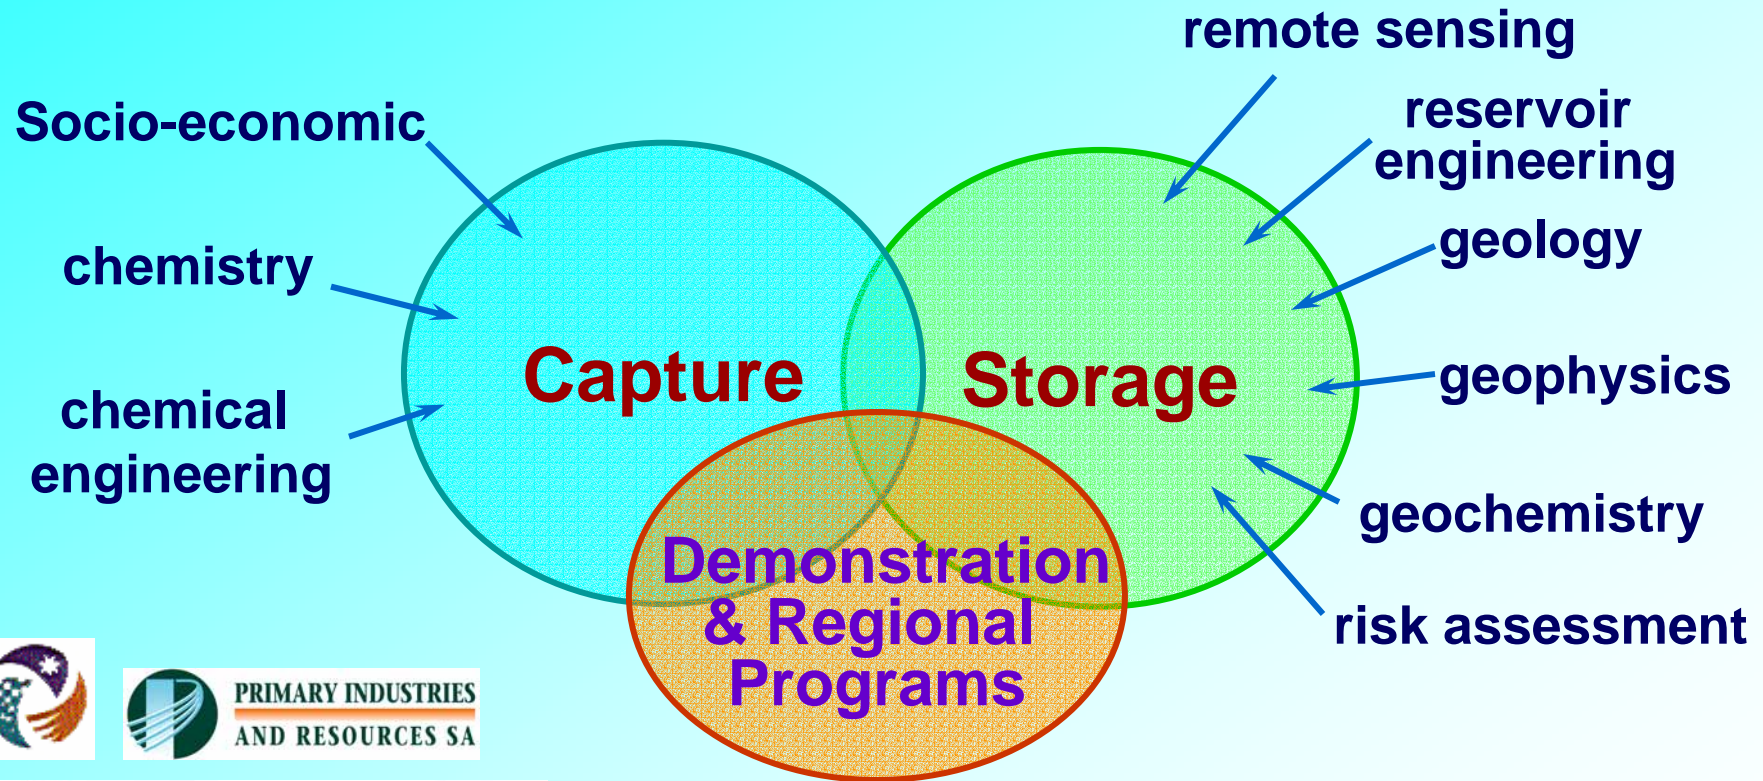 remote sensing
Socio-economic
reservoir
engineering
chemistry
geology
Capture
Storage
geophysics
chemical
engineering
geochemistry
Demonstration
& Regional
Programs
risk assessment
PRIMARY INDUSTRIES
AND RESOURCES SA